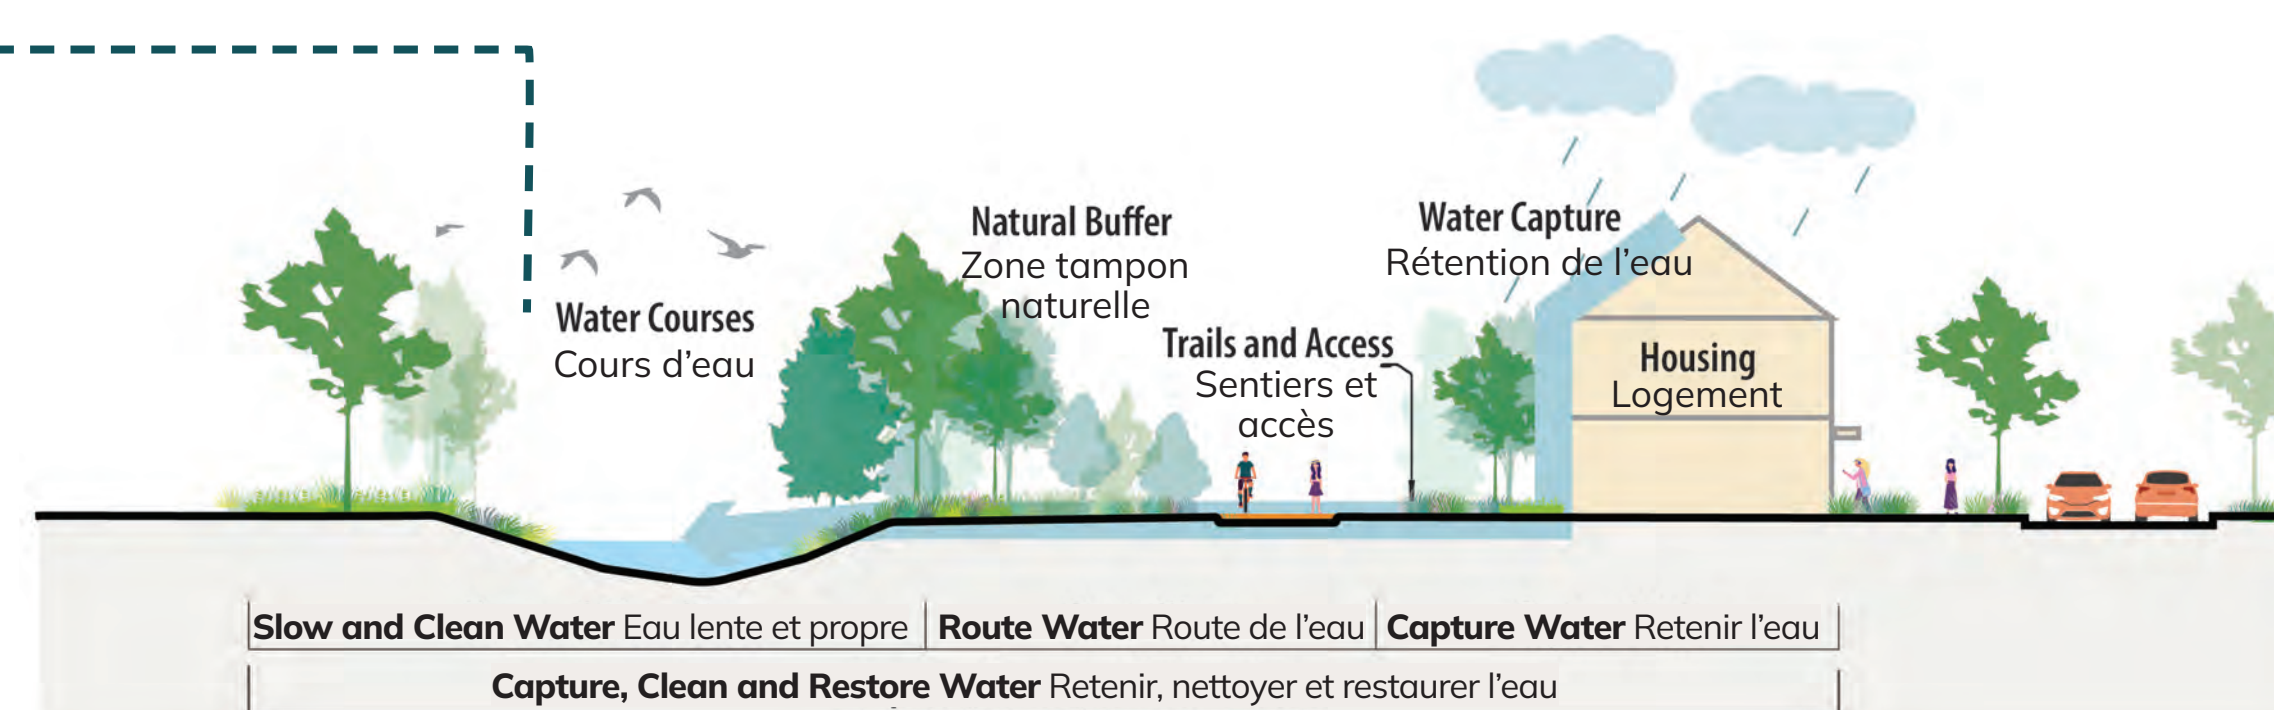 Natural Buffer
Zone tampon
naturelle
Water Capture
Rétention de l'eau
Water Courses
Cours d'eau
Trails and Access
Sentiers et
accès
Housing
Logement
Slow and Clean Water Eau lente et propre
Route Water Route de l'eau
Capture Water Retenir l'eau
Capture, Clean and Restore Water Retenir, nettoyer et restaurer l'eau